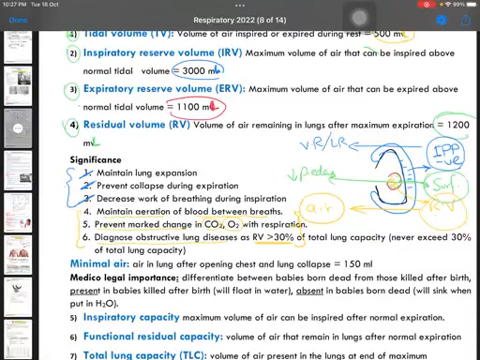 10:27 PM Tue 18 Oct
99%
Done
Respiratory 2022 (8 of 14)
1) Tidal volume (TV): Volume of air inspired or expired during rest = 500 mL
2) Inspiratory reserve volume (IRV) Maximum volume of air that can be inspired above
normal tidal volume = 3000 mL
3) Expiratory reserve volume (ERV) Maximum volume of air that can be expired above
normal tidal volume = 1100 mL
4) Residual volume (RV) Volume of air remaining in lungs after maximum expiration = 1200
mL
↓R/LR
IPP
-ve
Significance
1. Maintain lung expansion
2. Prevent collapse during expiration
Surf.
3. Decrease work of breathing during inspiration
4. Maintain aeration of blood between breaths.
air
RV
5. Prevent marked change in CO2, O2 with respiration.
6. Diagnose obstructive lung diseases as RV >30% of total lung capacity (never exceed 30%
of total lung capacity)
Minimal air: air in lung after opening chest and lung collapse = 150 ml
Medico legal importance: differentiate between babies born dead from those killed after birth,
present in babies killed after birth (will float in water), absent in babies born dead (will sink when
put in H2O).
5) Inspiratory capacity maximum volume of air can be inspired after normal expiration.
6) Functional residual capacity: volume of air that remain in lungs after normal expiration
7) Total lung capacity (TLC): volume of air present in the lungs at end of maximum